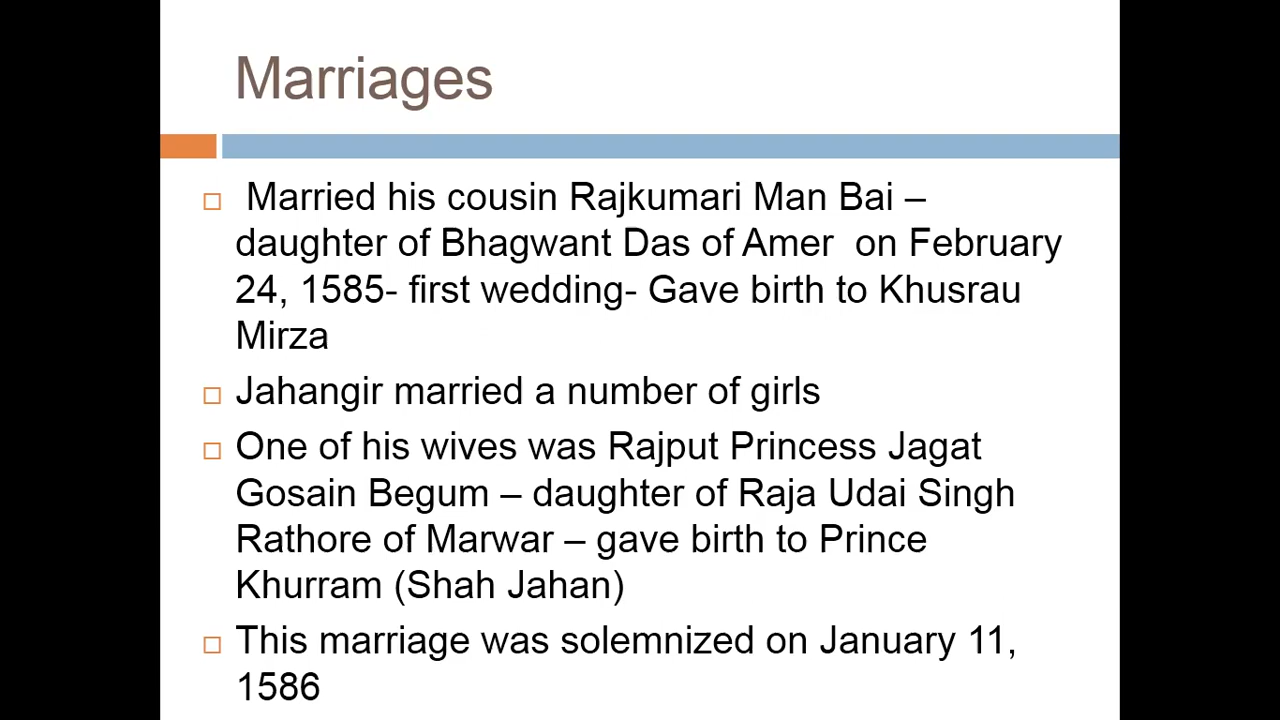 Marriages
Married his cousin Rajkumari Man Bai –
daughter of Bhagwant Das of Amer on February
24, 1585- first wedding- Gave birth to Khusrau
Mirza
Jahangir married a number of girls
One of his wives was Rajput Princess Jagat
Gosain Begum – daughter of Raja Udai Singh
Rathore of Marwar – gave birth to Prince
Khurram (Shah Jahan)
This marriage was solemnized on January 11,
1586